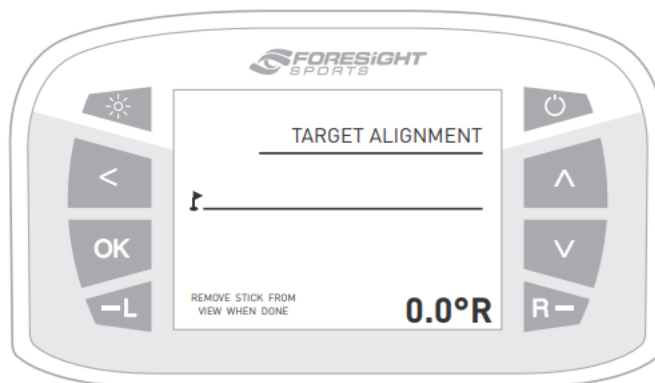 FORESiGHT
SPORTS
TARGET ALIGNMENT
<
OK
-L
R-
REMOVE STICK FROM
VIEW WHEN DONE
0.0°R